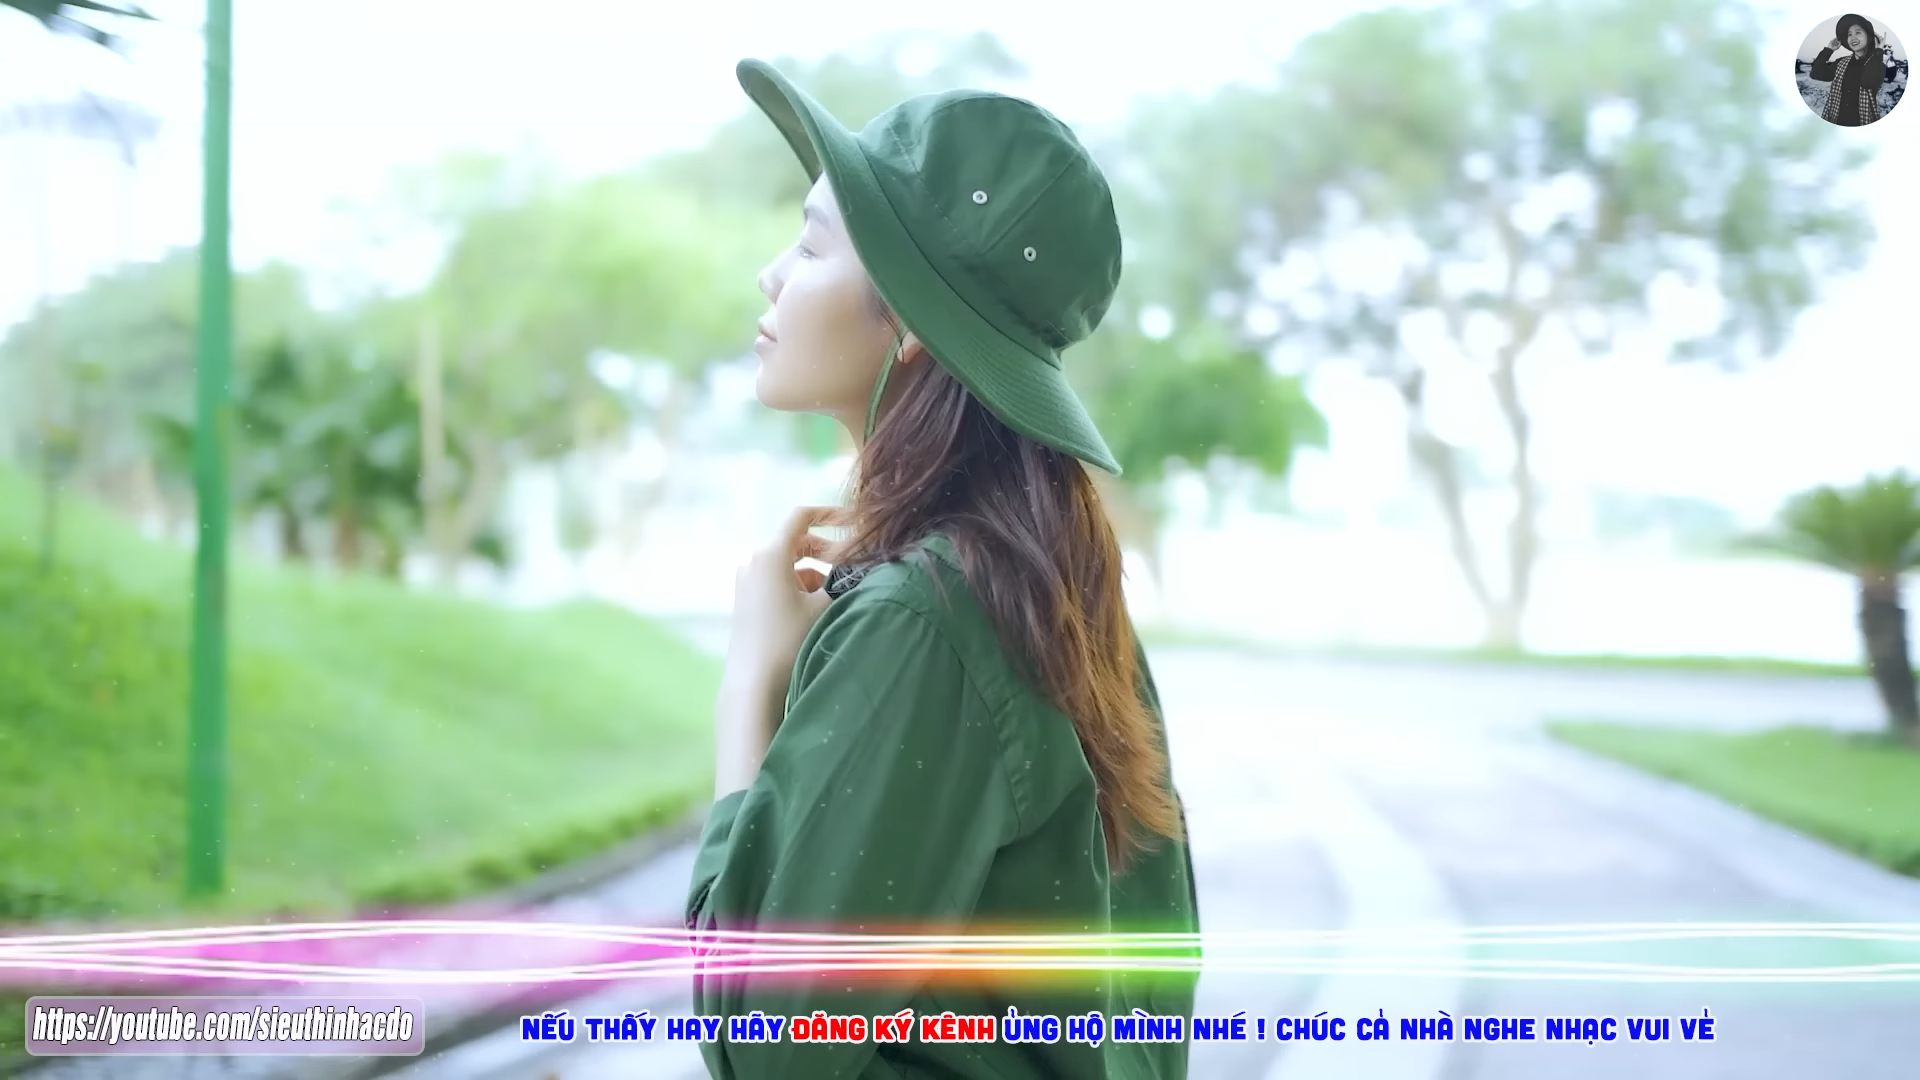 https://youtube.com/sieuthinhacdo
NẾU THẤY HAY HÃY ĐĂNG KÝ KÊNH ỦNG HỘ MÌNH NHÉ ! CHÚC CẢ NHÀ NGHE NHẠC VUI VẺ